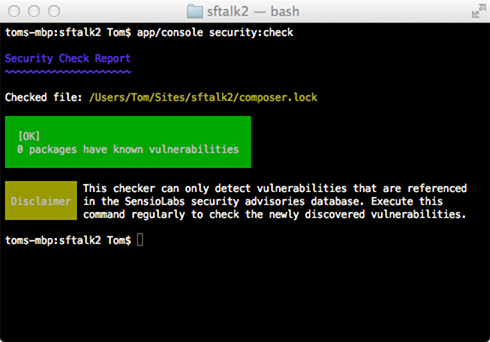 sftalk2 — bash
toms-mbp:sftalk2 Tom$ app/console security:check
Security Check Report
~~~~~~~~~~~~~~~~~~~~~
Checked file: /Users/Tom/Sites/sftalk2/composer.lock
[OK]
0 packages have known vulnerabilities
Disclaimer
This checker can only detect vulnerabilities that are referenced
in the SensioLabs security advisories database. Execute this
command regularly to check the newly discovered vulnerabilities.
toms-mbp:sftalk2 Tom$